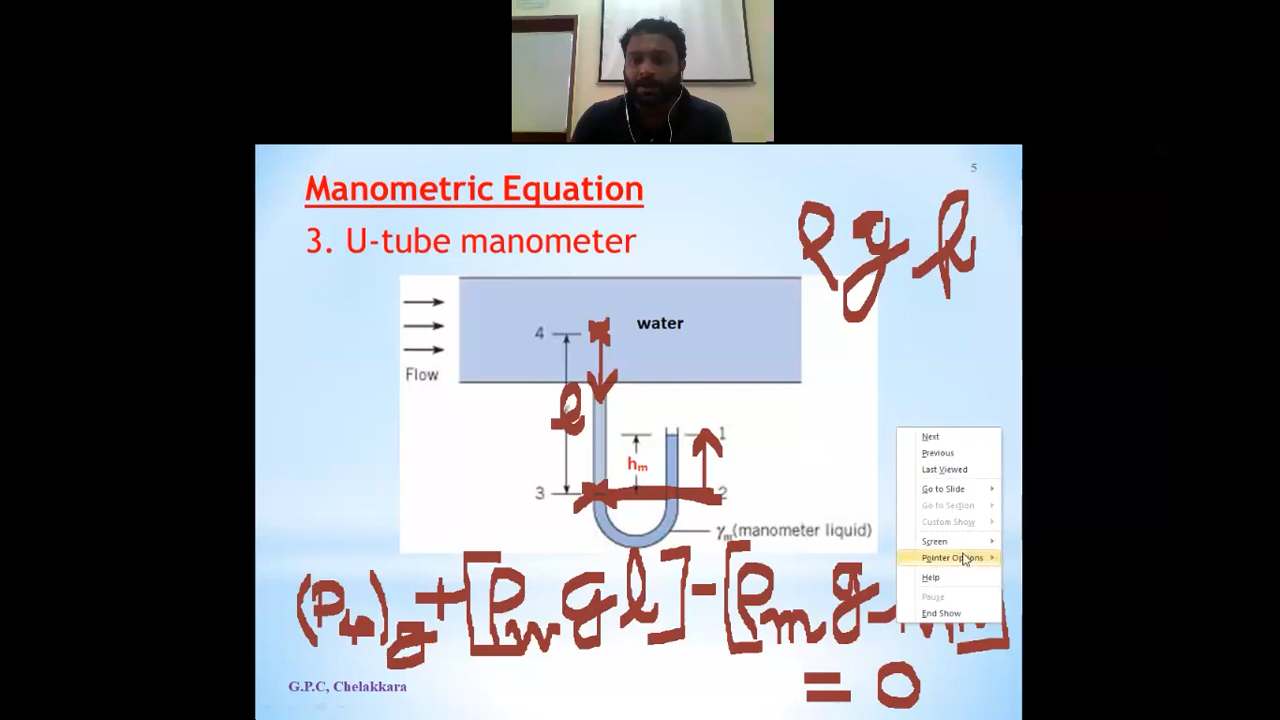 5
Manometric Equation
3. U-tube manometer
ρ g h
water
4
Flow
l
1
hm
3
2
γm (manometer liquid)
(P4)g + [ρw g l] - [ρm g hm]
= 0
Next
Previous
Last Viewed
Go to Slide
Go to Section
Custom Show
Screen
Pointer Options
Help
Pause
End Show
G.P.C, Chelakkara